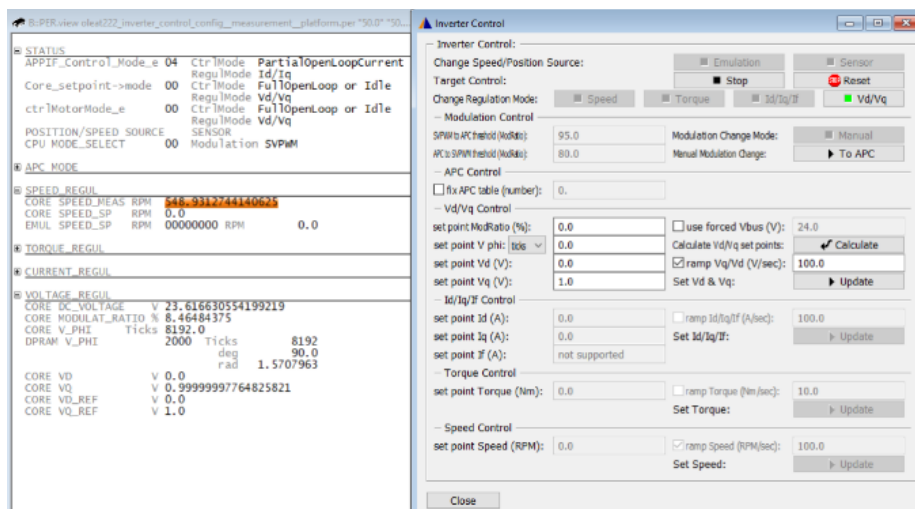 B::PER.view oleat222_inverter_control_config__measurement__platform.per "50.0" "50...
STATUS
APPIF_Control_Mode_e 04 CtrlMode PartialOpenLoopCurrent
RegulMode Id/Iq
Core_setpoint->mode 00 CtrlMode FullOpenLoop or Idle
RegulMode Vd/Vq
ctrlMotorMode_e 00 CtrlMode FullOpenLoop or Idle
RegulMode Vd/Vq
POSITION/SPEED SOURCE SENSOR
CPU MODE_SELECT 00 Modulation SVPWM
APC MODE
SPEED_REGUL
CORE SPEED_MEAS RPM 548.9312744140625
CORE SPEED_SP RPM 0.0
EMUL SPEED_SP RPM 00000000 RPM 0.0
TORQUE_REGUL
CURRENT_REGUL
VOLTAGE_REGUL
CORE DC_VOLTAGE V 23.616630554199219
CORE MODULAT_RATIO % 8.46484375
CORE V_PHI Ticks 8192.0
DPRAM V_PHI 2000 Ticks 8192
deg 90.0
rad 1.5707963
CORE VD V 0.0
CORE VQ V 0.99999997764825821
CORE VD_REF V 0.0
CORE VQ_REF V 1.0
Inverter Control
Inverter Control:
Change Speed/Position Source: Emulation Sensor
Target Control: Stop Reset
Change Regulation Mode: Speed Torque Id/Iq/If Vd/Vq
Modulation Control
SVPWM to APC threshold (ModRatio): 95.0 Modulation Change Mode: Manual
APC to SVPWM threshold (ModRatio): 80.0 Manual Modulation Change: To APC
APC Control
fix APC table (number): 0.
Vd/Vq Control
set point ModRatio (%): 0.0 use forced Vbus (V): 24.0
set point V phi: ticks 0.0 Calculate Vd/Vq set points: Calculate
set point Vd (V): 0.0 ramp Vq/Vd (V/sec): 100.0
set point Vq (V): 1.0 Set Vd & Vq: Update
Id/Iq/If Control
set point Id (A): 0.0 ramp Id/Iq/If (A/sec): 100.0
set point Iq (A): 0.0 Set Id/Iq/If: Update
set point If (A): not supported
Torque Control
set point Torque (Nm): 0.0 ramp Torque (Nm/sec): 10.0
Set Torque: Update
Speed Control
set point Speed (RPM): 0.0 ramp Speed (RPM/sec): 100.0
Set Speed: Update
Close